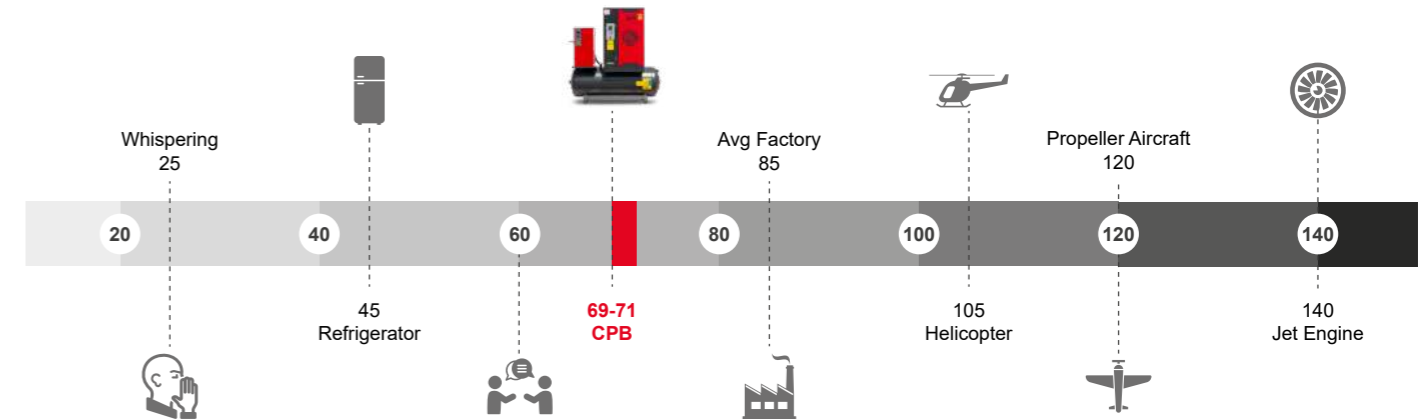 Whispering
25
Avg Factory
85
Propeller Aircraft
120
20
40
60
80
100
120
140
45
Refrigerator
69-71
CPB
105
Helicopter
140
Jet Engine